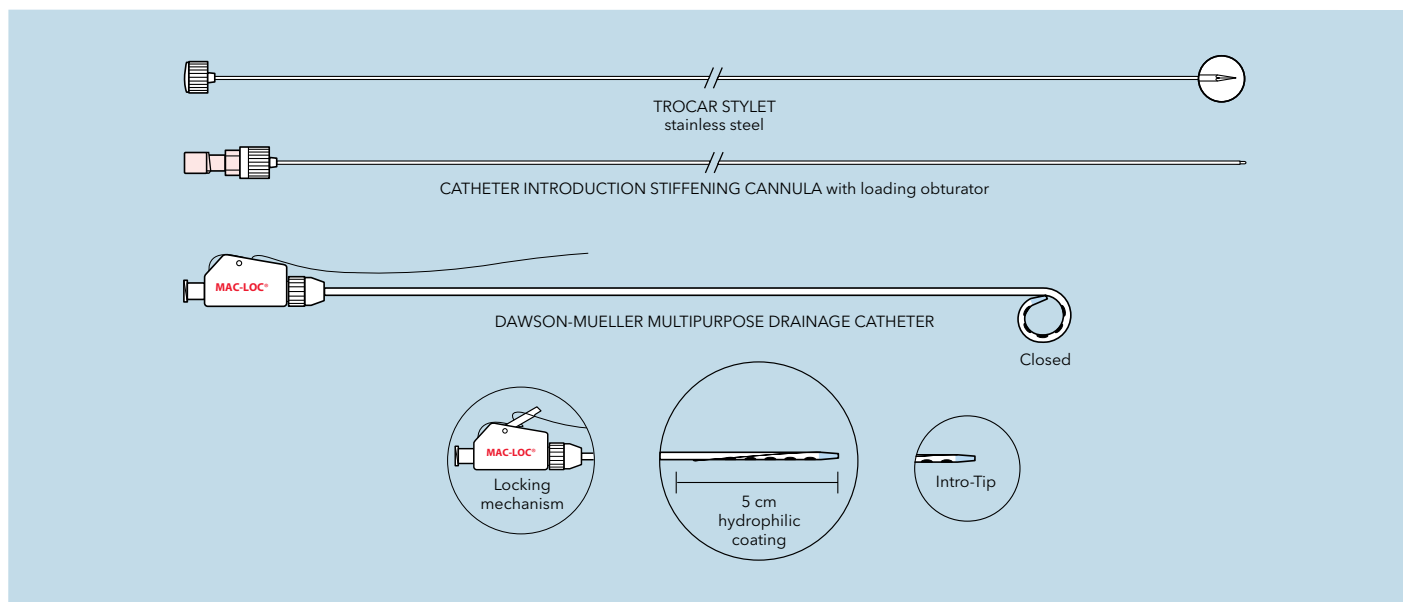 TROCAR STYLET
stainless steel
CATHETER INTRODUCTION STIFFENING CANNULA with loading obturator
MAC-LOC®
DAWSON-MUELLER MULTIPURPOSE DRAINAGE CATHETER
Closed
MAC-LOC®
Locking
mechanism
5 cm
hydrophilic
coating
Intro-Tip